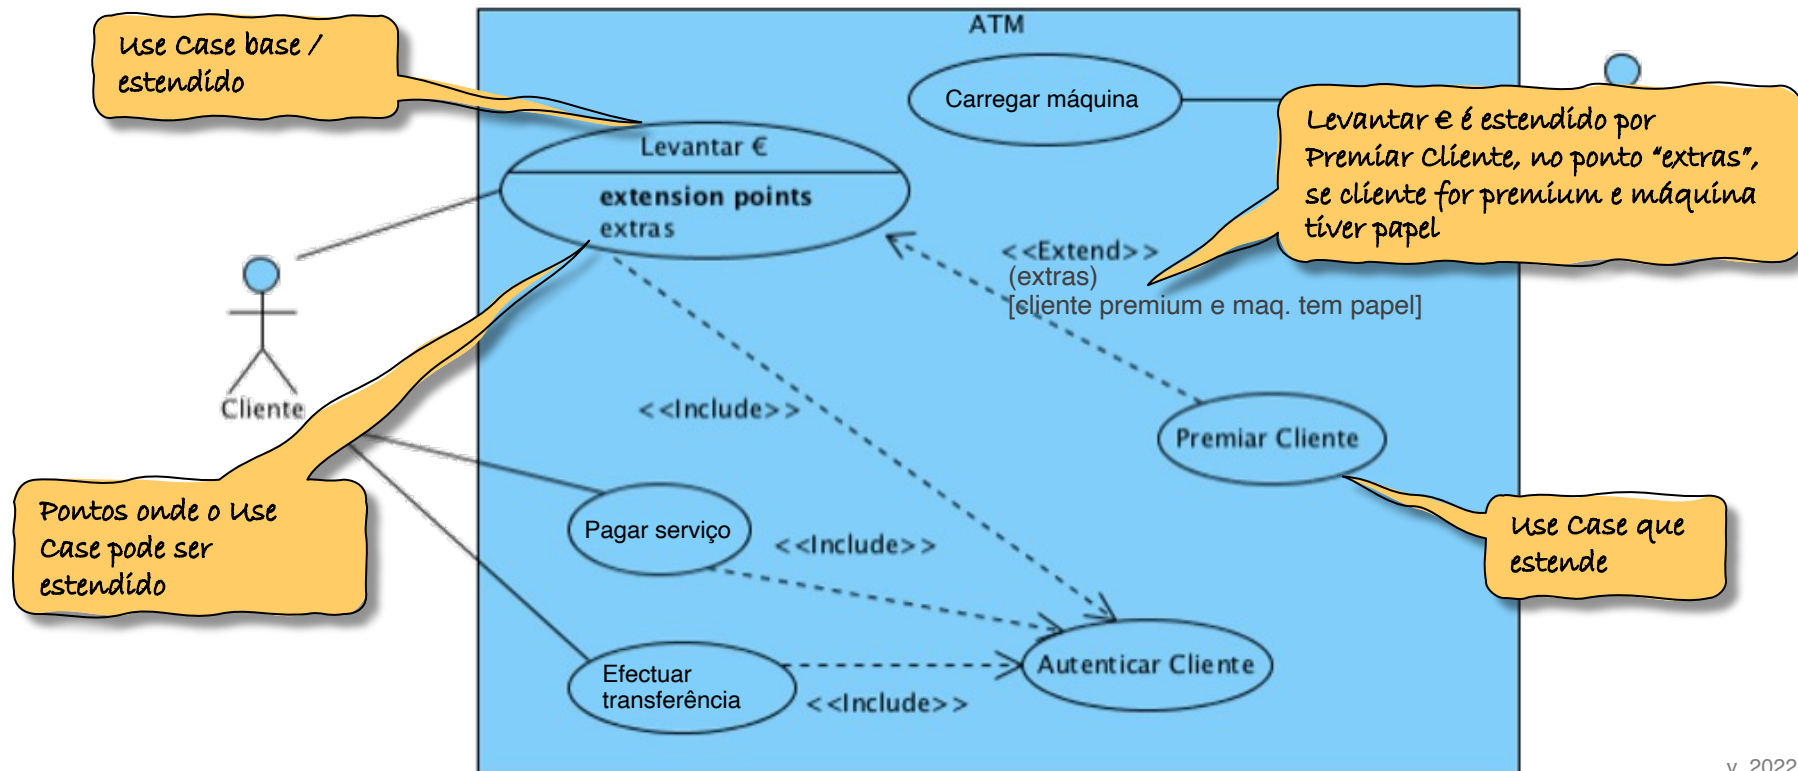 ATM
Use Case base /
estendido
Carregar máquina
Levantar €
extension points
extras
Levantar € é estendido por
Premiar Cliente, no ponto “extras”,
se cliente for premium e máquina
tiver papel
<<Extend>>
(extras)
[cliente premium e maq. tem papel]
Cliente
<<Include>>
Premiar Cliente
Pontos onde o Use
Case pode ser
estendido
Pagar serviço
<<Include>>
Use Case que
estende
Autenticar Cliente
Efectuar
transferência
<<Include>>
v. 2022